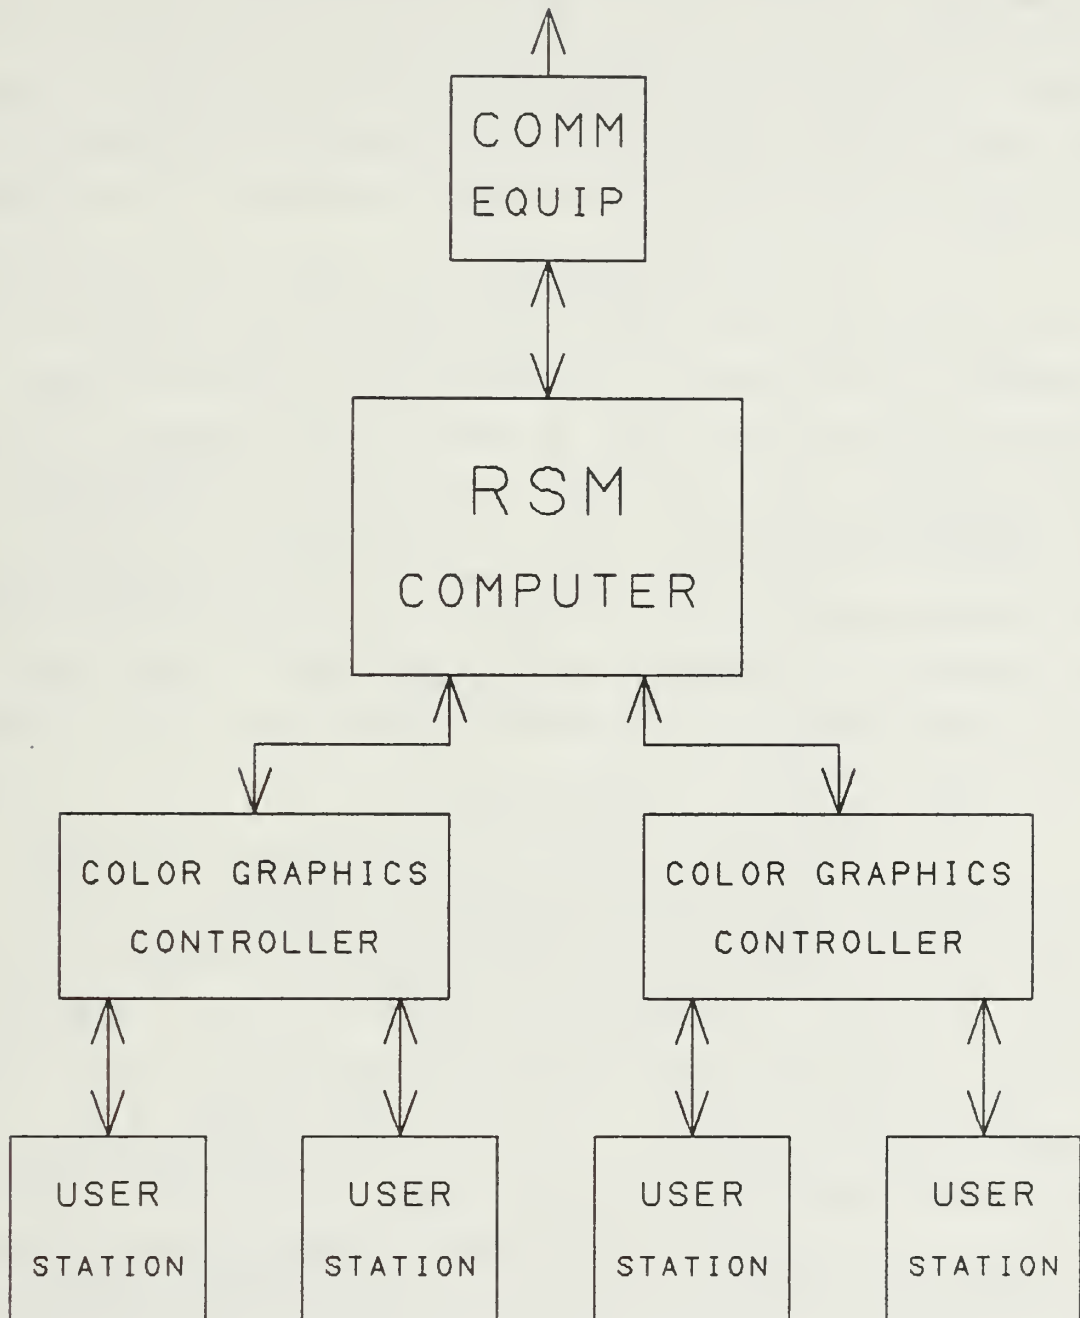 COMM
EQUIP
RSM
COMPUTER
COLOR GRAPHICS
CONTROLLER
COLOR GRAPHICS
CONTROLLER
USER
STATION
USER
STATION
USER
STATION
USER
STATION